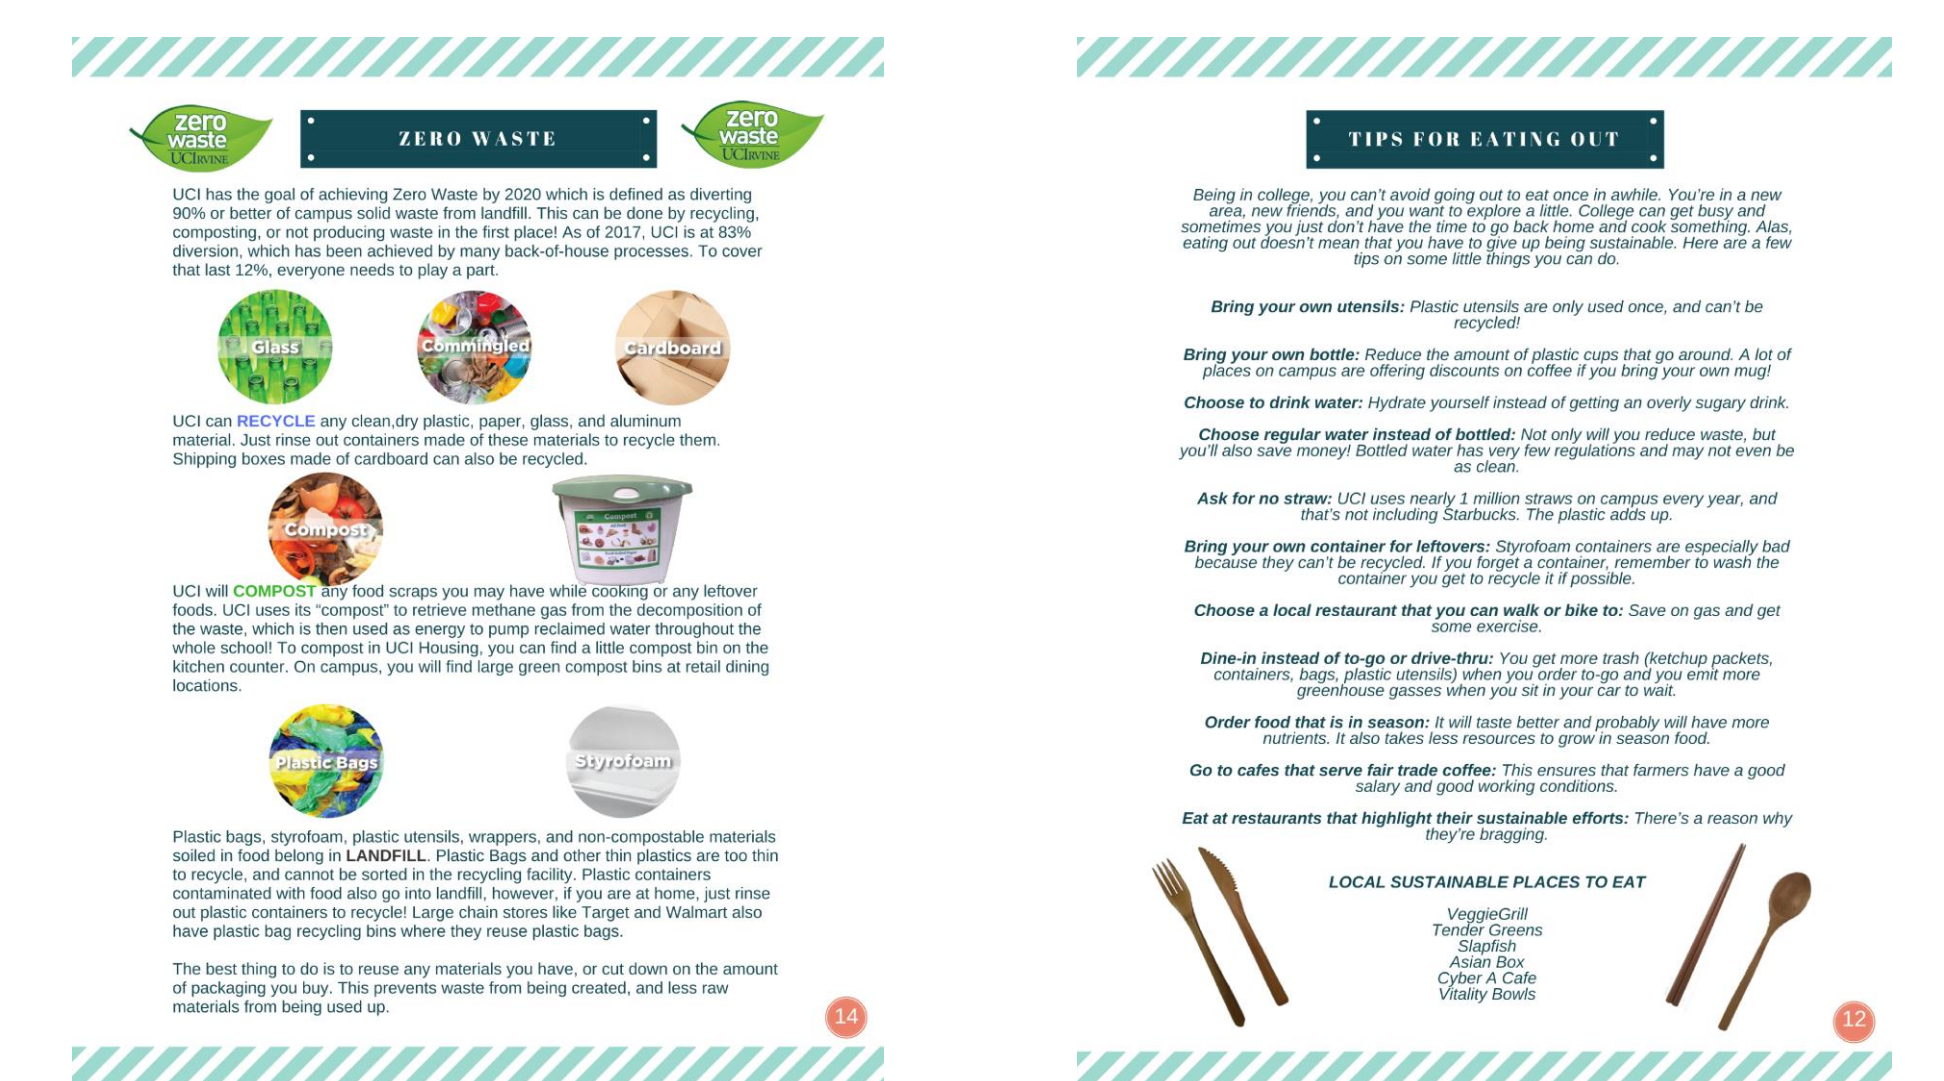 zero
waste
UCIRVINE
ZERO WASTE
zero
waste
UCIRVINE
UCI has the goal of achieving Zero Waste by 2020 which is defined as diverting
90% or better of campus solid waste from landfill. This can be done by recycling,
composting, or not producing waste in the first place! As of 2017, UCI is at 83%
diversion, which has been achieved by many back-of-house processes. To cover
that last 12%, everyone needs to play a part.
Glass
Commingled
Cardboard
UCI can RECYCLE any clean,dry plastic, paper, glass, and aluminum
material. Just rinse out containers made of these materials to recycle them.
Shipping boxes made of cardboard can also be recycled.
Compost
Compost
UCI will COMPOST any food scraps you may have while cooking or any leftover
foods. UCI uses its “compost” to retrieve methane gas from the decomposition of
the waste, which is then used as energy to pump reclaimed water throughout the
whole school! To compost in UCI Housing, you can find a little compost bin on the
kitchen counter. On campus, you will find large green compost bins at retail dining
locations.
Plastic Bags
Styrofoam
Plastic bags, styrofoam, plastic utensils, wrappers, and non-compostable materials
soiled in food belong in LANDFILL. Plastic Bags and other thin plastics are too thin
to recycle, and cannot be sorted in the recycling facility. Plastic containers
contaminated with food also go into landfill, however, if you are at home, just rinse
out plastic containers to recycle! Large chain stores like Target and Walmart also
have plastic bag recycling bins where they reuse plastic bags.
The best thing to do is to reuse any materials you have, or cut down on the amount
of packaging you buy. This prevents waste from being created, and less raw
materials from being used up.
14
TIPS FOR EATING OUT
Being in college, you can't avoid going out to eat once in awhile. You're in a new
area, new friends, and you want to explore a little. College can get busy and
sometimes you just don't have the time to go back home and cook something. Alas,
eating out doesn't mean that you have to give up being sustainable. Here are a few
tips on some little things you can do.
Bring your own utensils: Plastic utensils are only used once, and can't be
recycled!
Bring your own bottle: Reduce the amount of plastic cups that go around. A lot of
places on campus are offering discounts on coffee if you bring your own mug!
Choose to drink water: Hydrate yourself instead of getting an overly sugary drink.
Choose regular water instead of bottled: Not only will you reduce waste, but
you'll also save money! Bottled water has very few regulations and may not even be
as clean.
Ask for no straw: UCI uses nearly 1 million straws on campus every year, and
that's not including Starbucks. The plastic adds up.
Bring your own container for leftovers: Styrofoam containers are especially bad
because they can't be recycled. If you forget a container, remember to wash the
container you get to recycle it if possible.
Choose a local restaurant that you can walk or bike to: Save on gas and get
some exercise.
Dine-in instead of to-go or drive-thru: You get more trash (ketchup packets,
containers, bags, plastic utensils) when you order to-go and you emit more
greenhouse gasses when you sit in your car to wait.
Order food that is in season: It will taste better and probably will have more
nutrients. It also takes less resources to grow in season food.
Go to cafes that serve fair trade coffee: This ensures that farmers have a good
salary and good working conditions.
Eat at restaurants that highlight their sustainable efforts: There's a reason why
they're bragging.
LOCAL SUSTAINABLE PLACES TO EAT
VeggieGrill
Tender Greens
Slapfish
Asian Box
Cyber A Cafe
Vitality Bowls
12